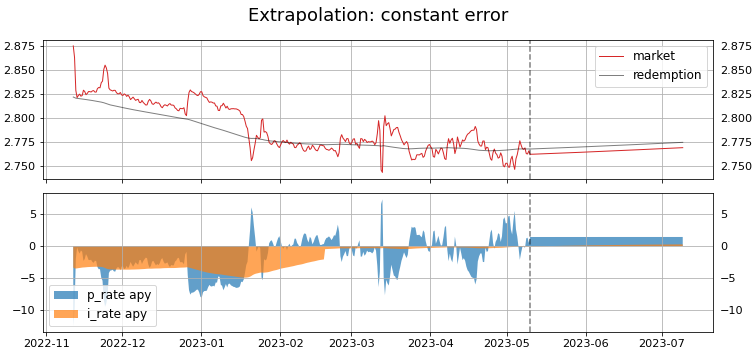 Extrapolation: constant error
2.875 2.875
2.850 2.850
2.825 2.825
2.800 2.800
2.775 2.775
2.750 2.750
market
redemption
5 5
0 0
−5 −5
−10 −10
p_rate apy
i_rate apy
2022-11 2022-12 2023-01 2023-02 2023-03 2023-04 2023-05 2023-06 2023-07